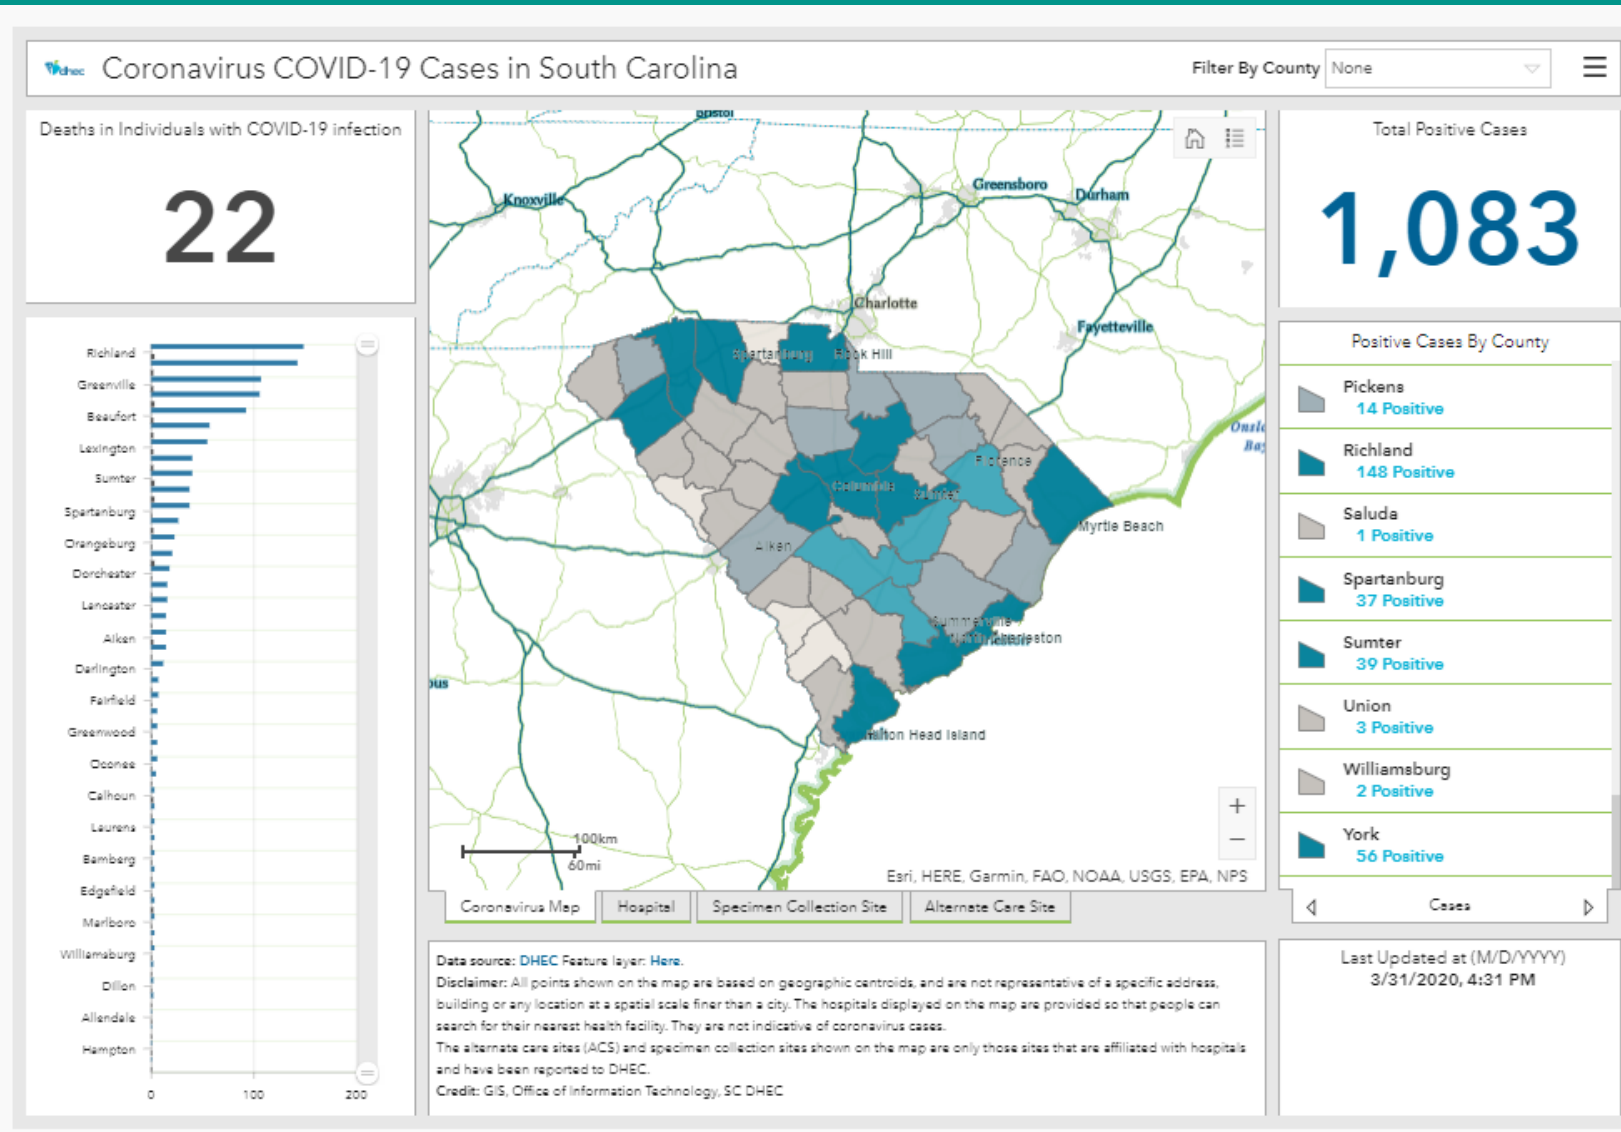 dhec
Coronavirus COVID-19 Cases in South Carolina
Filter By County
None
Deaths in Individuals with COVID-19 infection
22
Richland
Greenville
Beaufort
Lexington
Sumter
Spartanburg
Orangeburg
Dorchester
Lancaster
Aiken
Darlington
Fairfield
Greenwood
Oconee
Calhoun
Laurens
Bamberg
Edgefield
Marlboro
Williamsburg
Dillon
Allendale
Hampton
0 100 200
Bristol
Knoxville
Greensboro
Durham
Charlotte
Fayetteville
Spartanburg
Rock Hill
Onslo
Bay
Florence
Columbia
Sumter
Myrtle Beach
Aiken
Summerville
North Charleston
bus
Hilton Head Island
100km
60mi
+
−
Esri, HERE, Garmin, FAO, NOAA, USGS, EPA, NPS
Coronavirus Map
Hospital
Specimen Collection Site
Alternate Care Site
Data source: DHEC Feature layer: Here.
Disclaimer: All points shown on the map are based on geographic centroids, and are not representative of a specific address,
building or any location at a spatial scale finer than a city. The hospitals displayed on the map are provided so that people can
search for their nearest health facility. They are not indicative of coronavirus cases.
The alternate care sites (ACS) and specimen collection sites shown on the map are only those sites that are affiliated with hospitals
and have been reported to DHEC.
Credit: GIS, Office of Information Technology, SC DHEC
Total Positive Cases
1,083
Positive Cases By County
Pickens
14 Positive
Richland
148 Positive
Saluda
1 Positive
Spartanburg
37 Positive
Sumter
39 Positive
Union
3 Positive
Williamsburg
2 Positive
York
56 Positive
Cases
Last Updated at (M/D/YYYY)
3/31/2020, 4:31 PM